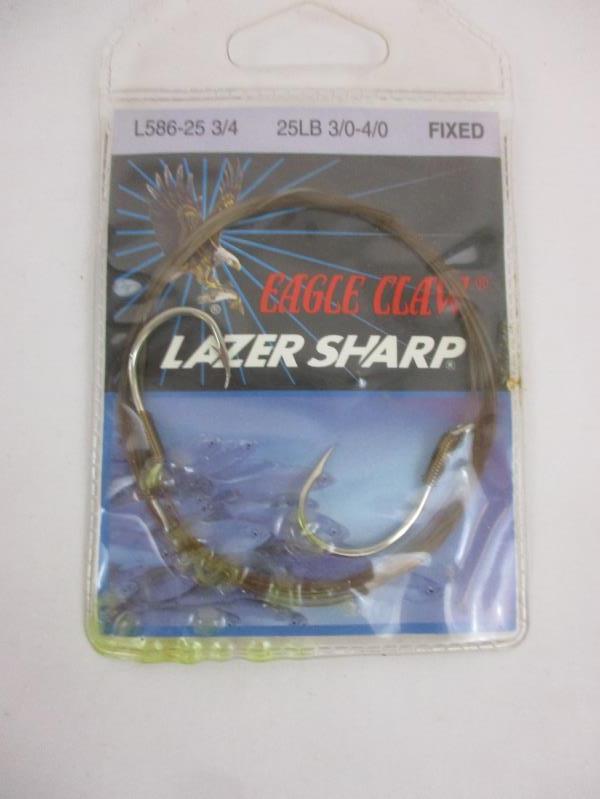 L586-25 3/4 25LB 3/0-4/0 FIXED
EAGLE CLAW®
LAZER SHARP®